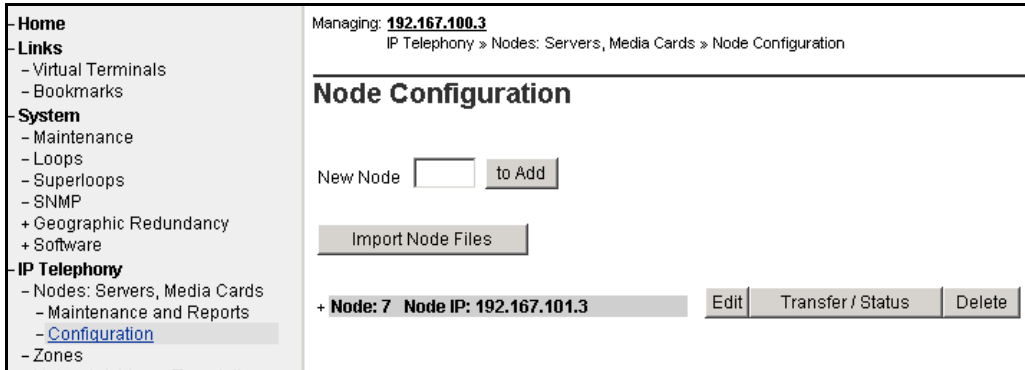 – Home
– Links
– Virtual Terminals
– Bookmarks
– System
– Maintenance
– Loops
– Superloops
– SNMP
+ Geographic Redundancy
+ Software
– IP Telephony
– Nodes: Servers, Media Cards
– Maintenance and Reports
– Configuration
– Zones
Managing: 192.167.100.3
IP Telephony » Nodes: Servers, Media Cards » Node Configuration
Node Configuration
New Node to Add
Import Node Files
+ Node: 7 Node IP: 192.167.101.3 Edit Transfer / Status Delete